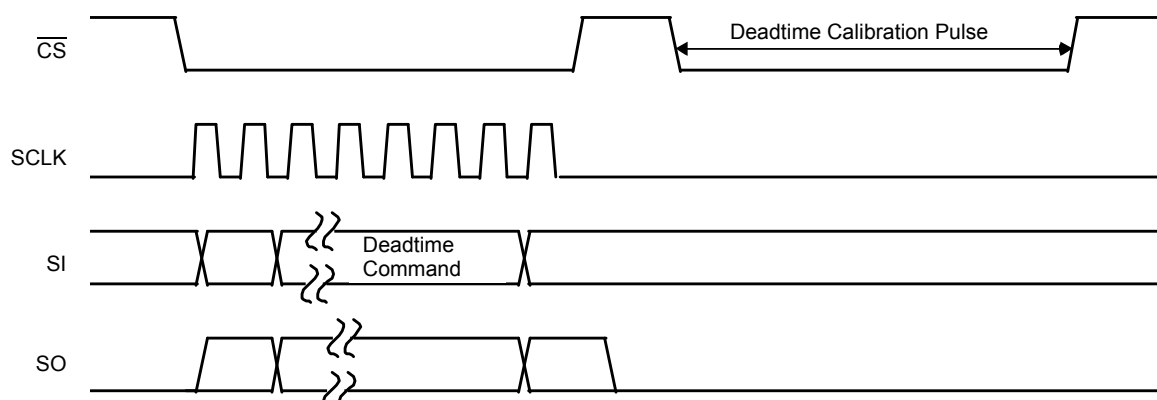 Deadtime Calibration Pulse
CS
SCLK
SI
Deadtime
Command
SO